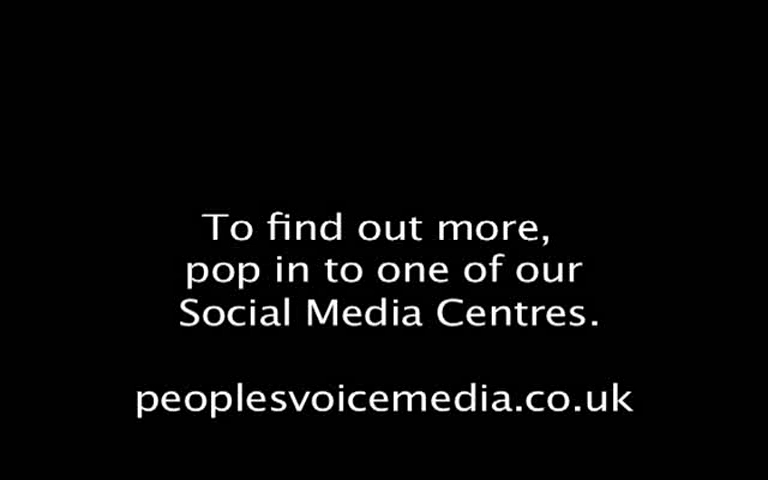 To find out more,
pop in to one of our
Social Media Centres.
peoplesvoicemedia.co.uk